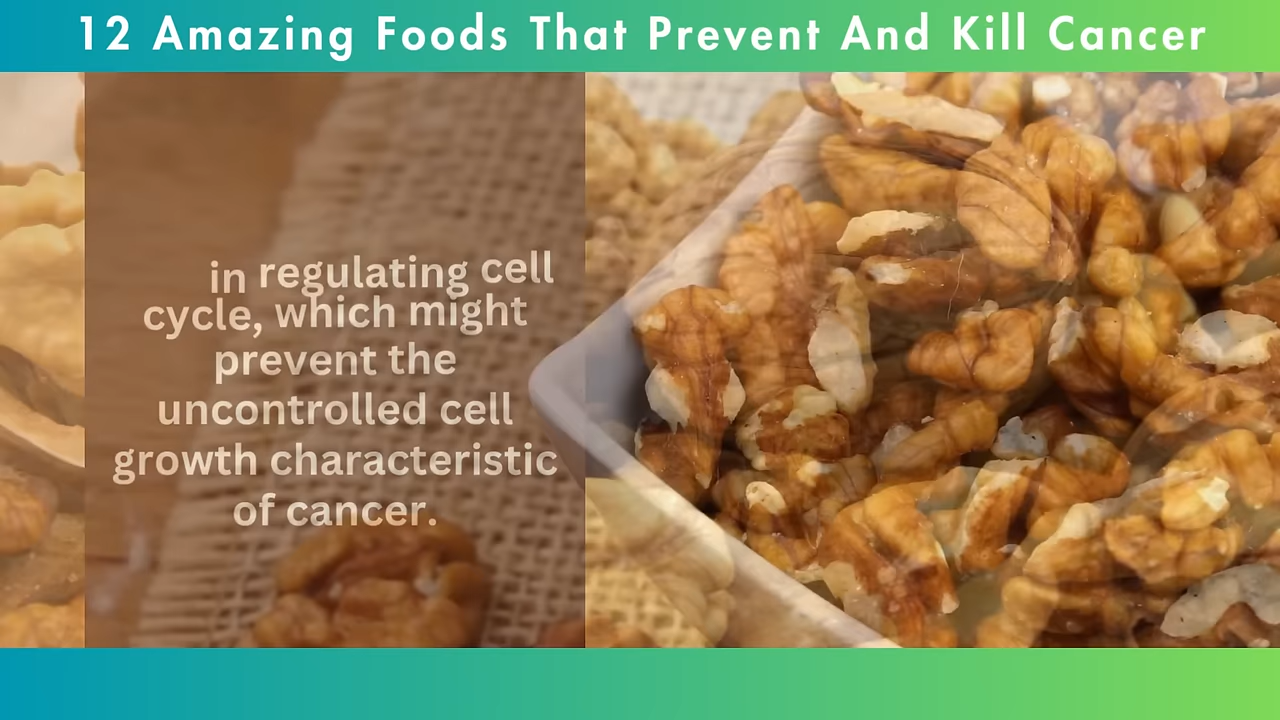 12 Amazing Foods That Prevent And Kill Cancer
in regulating cell
cycle, which might
prevent the
uncontrolled cell
growth characteristic
of cancer.